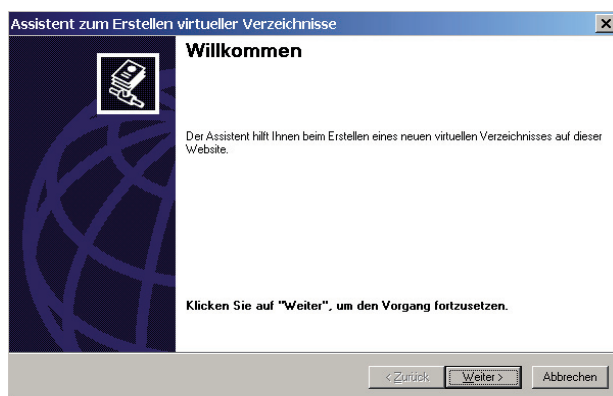 Assistent zum Erstellen virtueller Verzeichnisse
Willkommen
Der Assistent hilft Ihnen beim Erstellen eines neuen virtuellen Verzeichnisses auf dieser
Website.
Klicken Sie auf "Weiter", um den Vorgang fortzusetzen.
< Zurück Weiter > Abbrechen